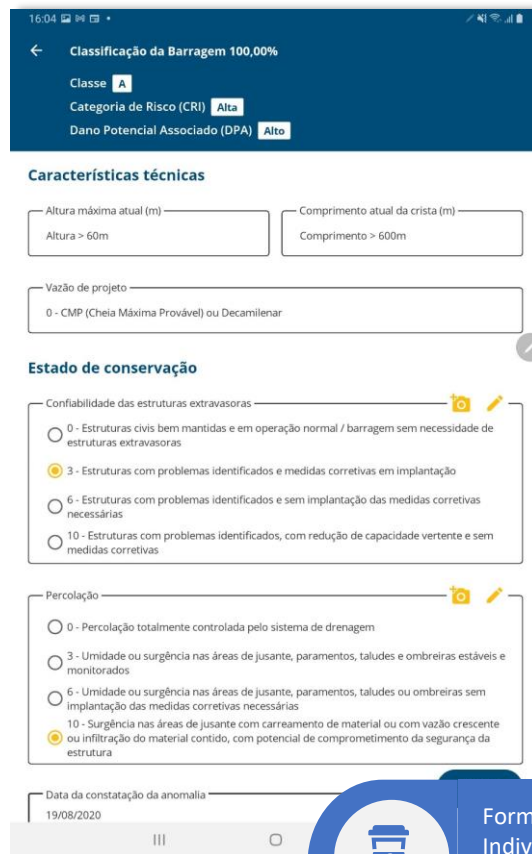 16:04
Classificação da Barragem 100,00%
Classe A
Categoria de Risco (CRI) Alta
Dano Potencial Associado (DPA) Alto
Características técnicas
Altura máxima atual (m)
Altura > 60m
Comprimento atual da crista (m)
Comprimento > 600m
Vazão de projeto
0 - CMP (Cheia Máxima Provável) ou Decamilenar
Estado de conservação
Confiabilidade das estruturas extravasoras
0 - Estruturas civis bem mantidas e em operação normal / barragem sem necessidade de
estruturas extravasoras
3 - Estruturas com problemas identificados e medidas corretivas em implantação
6 - Estruturas com problemas identificados e sem implantação das medidas corretivas
necessárias
10 - Estruturas com problemas identificados, com redução de capacidade vertente e sem
medidas corretivas
Percolação
0 - Percolação totalmente controlada pelo sistema de drenagem
3 - Umidade ou surgência nas áreas de jusante, paramentos, taludes e ombreiras estáveis e
monitorados
6 - Umidade ou surgência nas áreas de jusante, paramentos, taludes ou ombreiras sem
implantação das medidas corretivas necessárias
10 - Surgência nas áreas de jusante com carreamento de material ou com vazão crescente
ou infiltração do material contido, com potencial de comprometimento da segurança da
estrutura
Data da constatação da anomalia
19/08/2020
Form
Indiv